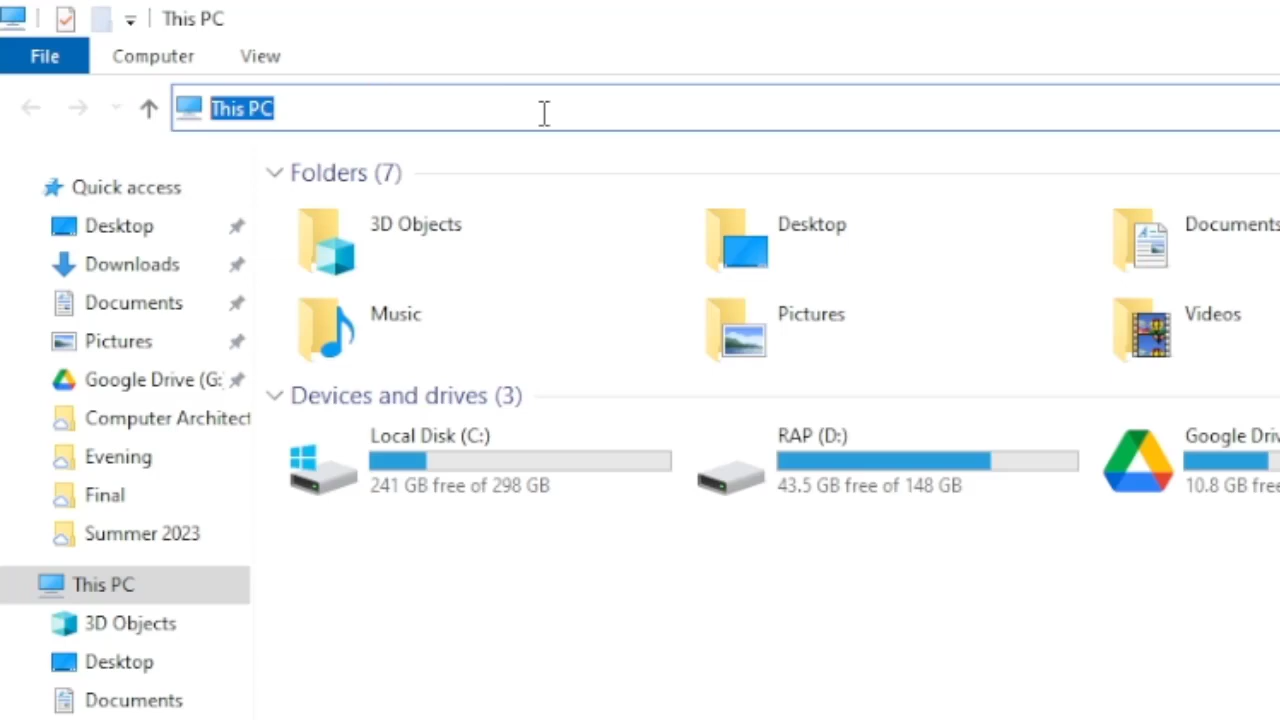 This PC
File Computer View
This PC
Quick access
Desktop
Downloads
Documents
Pictures
Google Drive (G:
Computer Architect
Evening
Final
Summer 2023
This PC
3D Objects
Desktop
Documents
Folders (7)
3D Objects Desktop Documents
Music Pictures Videos
Devices and drives (3)
Local Disk (C:) RAP (D:) Google Driv
241 GB free of 298 GB 43.5 GB free of 148 GB 10.8 GB free